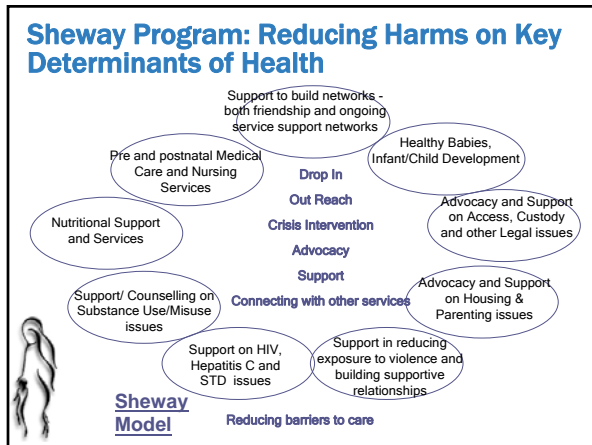 Sheway Program: Reducing Harms on Key
Determinants of Health
Support to build networks -
both friendship and ongoing
service support networks
Healthy Babies,
Infant/Child Development
Pre and postnatal Medical
Care and Nursing
Services
Drop In
Out Reach
Crisis Intervention
Advocacy
Support
Connecting with other services
Advocacy and Support
on Access, Custody
and other Legal issues
Nutritional Support
and Services
Advocacy and Support
on Housing &
Parenting issues
Support/ Counselling on
Substance Use/Misuse
issues
Support on HIV,
Hepatitis C and
STD issues
Support in reducing
exposure to violence and
building supportive
relationships
Sheway
Model
Reducing barriers to care